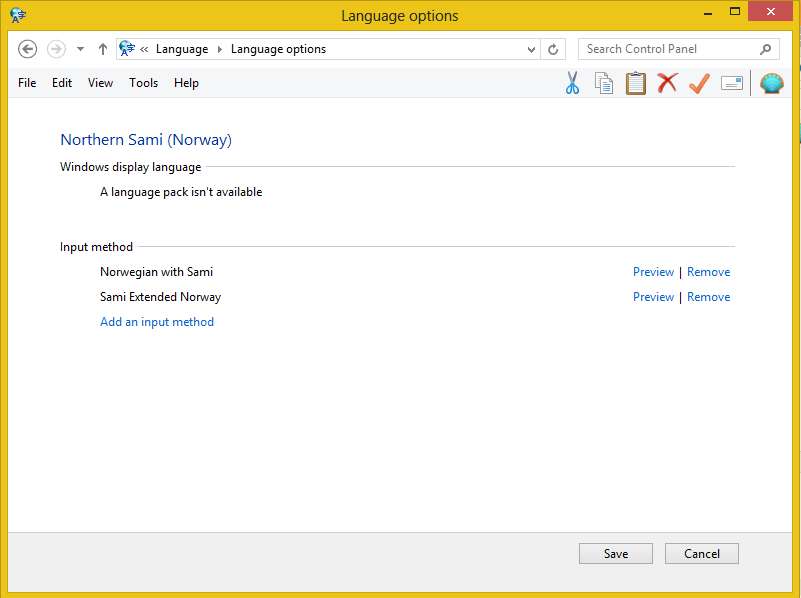 Language options
« Language Language options Search Control Panel
File Edit View Tools Help
Northern Sami (Norway)
Windows display language
A language pack isn't available
Input method
Norwegian with Sami Preview | Remove
Sami Extended Norway Preview | Remove
Add an input method
Save Cancel